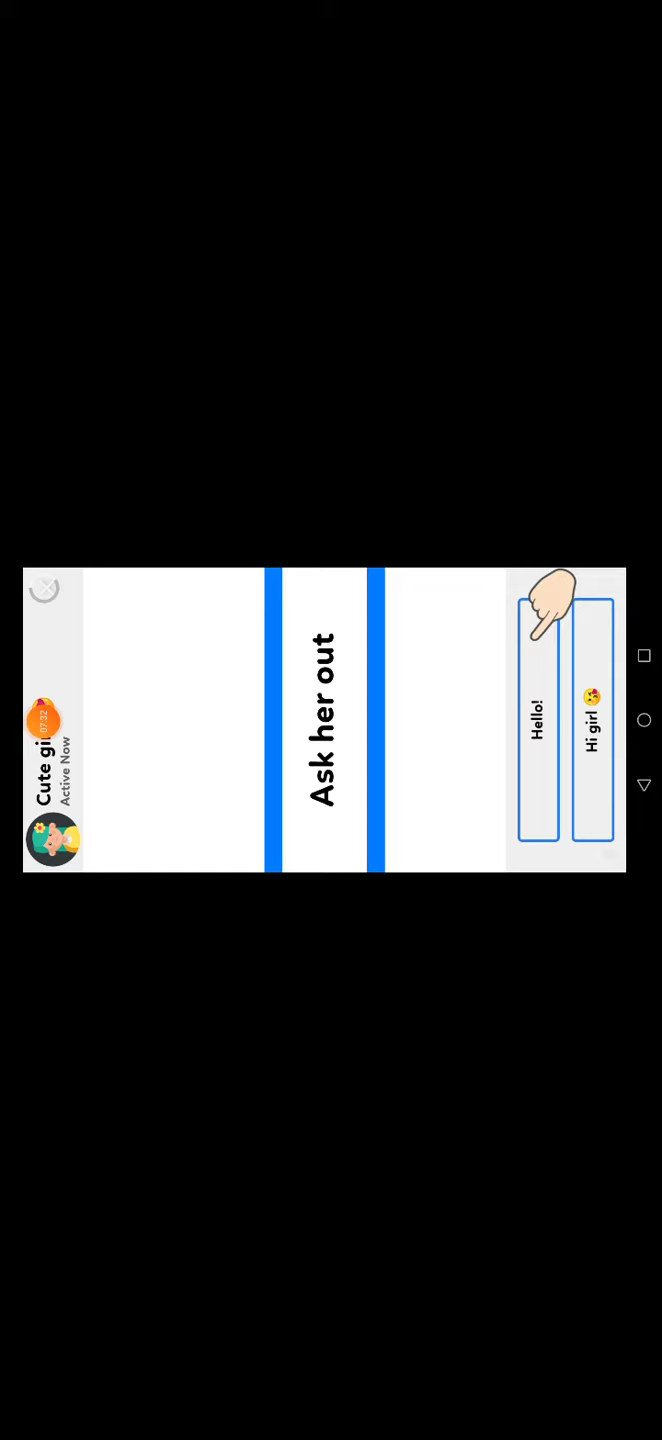 Cute gi
Active Now
07:32
Ask her out
Hello!
Hi girl 😘